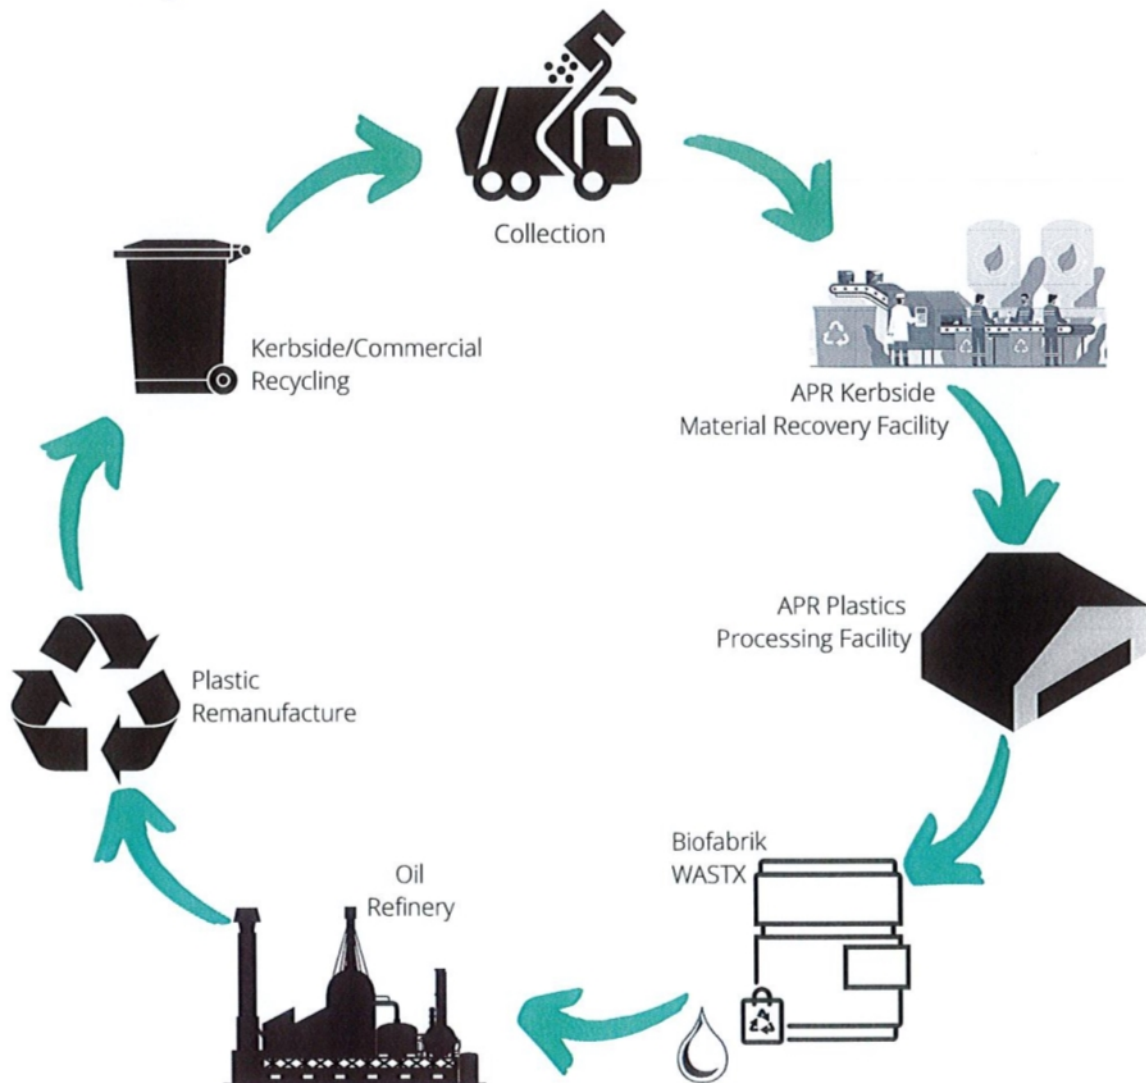 Collection
Kerbside/Commercial
Recycling
APR Kerbside
Material Recovery Facility
APR Plastics
Processing Facility
Plastic
Remanufacture
Biofabrik
WASTX
Oil
Refinery